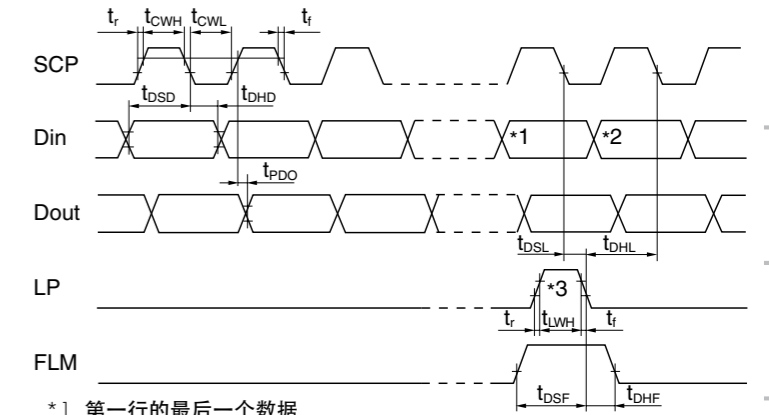 tr tCWH tCWL tf
SCP
tDSD tDHD
Din *1 *2
tPDO
Dout
tDSL tDHL
LP *3
tr tLWH tf
FLM
tDSF tDHF
*1 第一行的最后一个数据